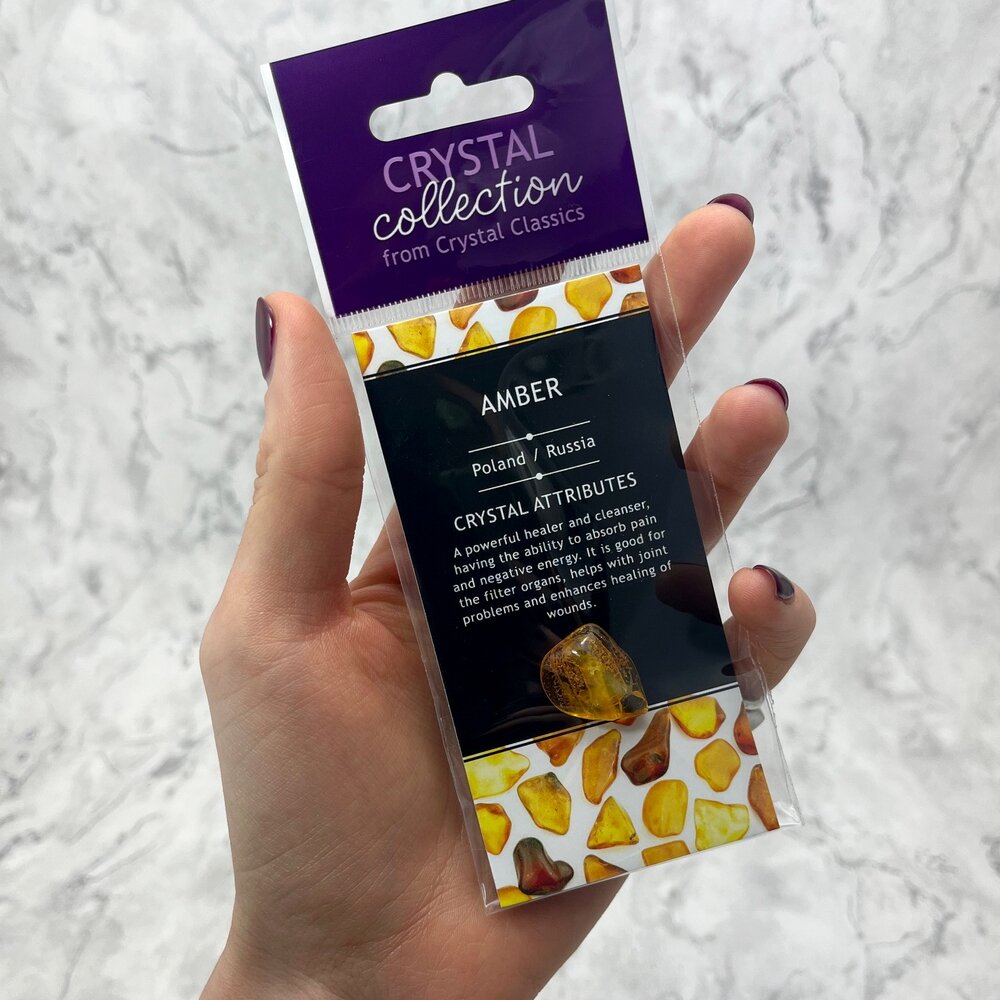 CRYSTAL
collection
from Crystal Classics
AMBER
Poland / Russia
CRYSTAL ATTRIBUTES
A powerful healer and cleanser,
having the ability to absorb pain
and negative energy. It is good for
the filter organs, helps with joint
problems and enhances healing of
wounds.